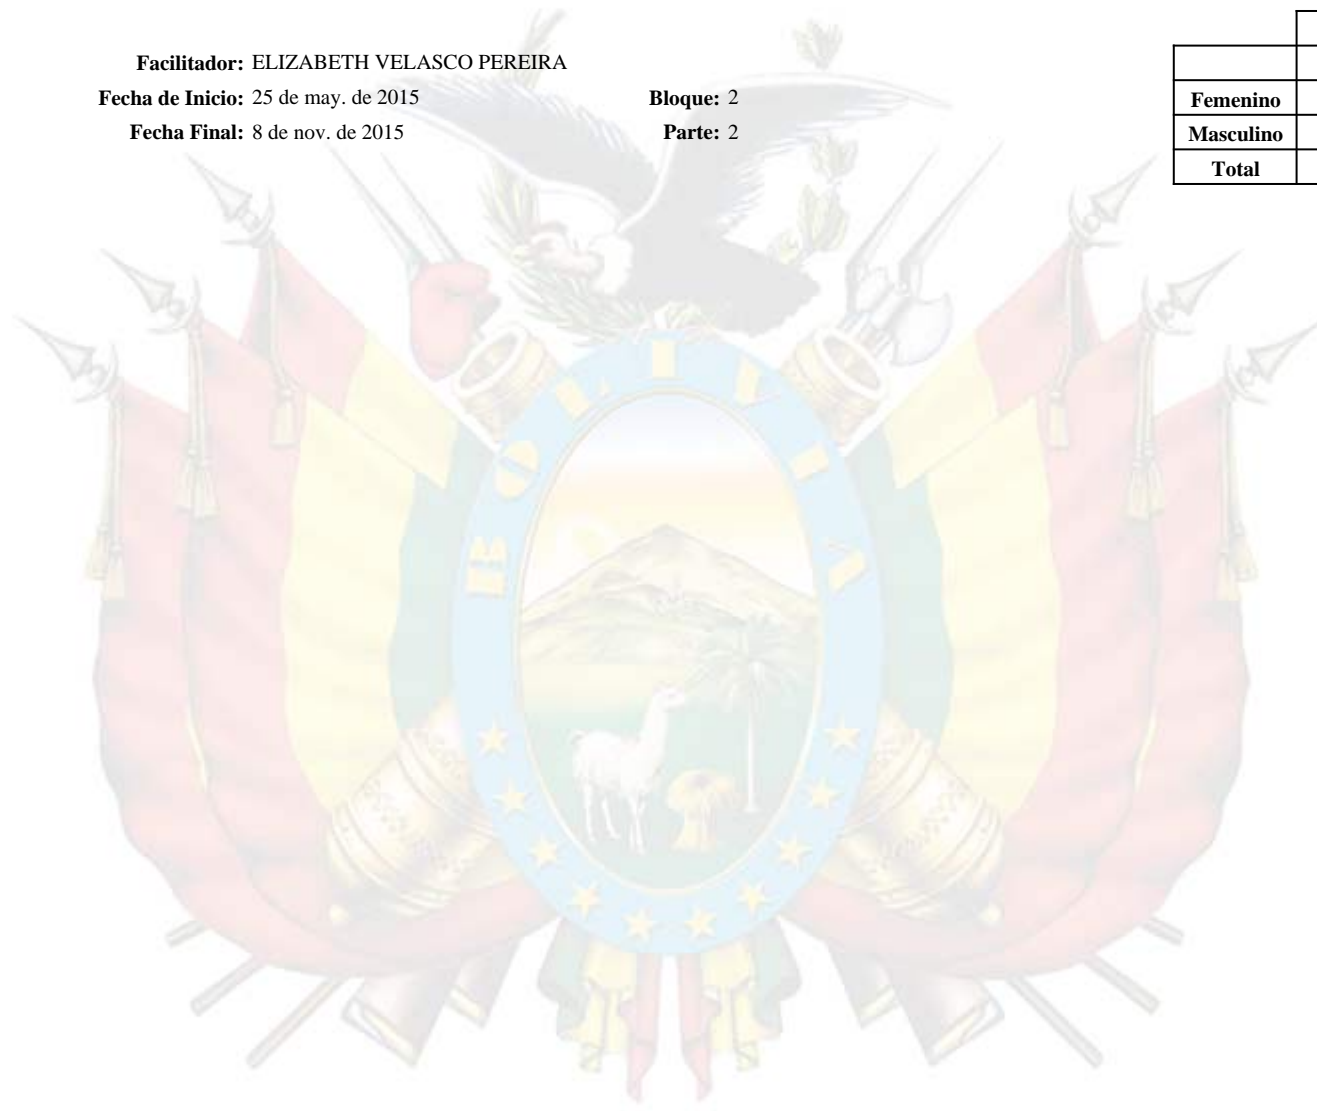 Facilitador: ELIZABETH VELASCO PEREIRA
Fecha de Inicio: 25 de may. de 2015 Bloque: 2
Fecha Final: 8 de nov. de 2015 Parte: 2
Femenino
Masculino
Total
BOLIVIA